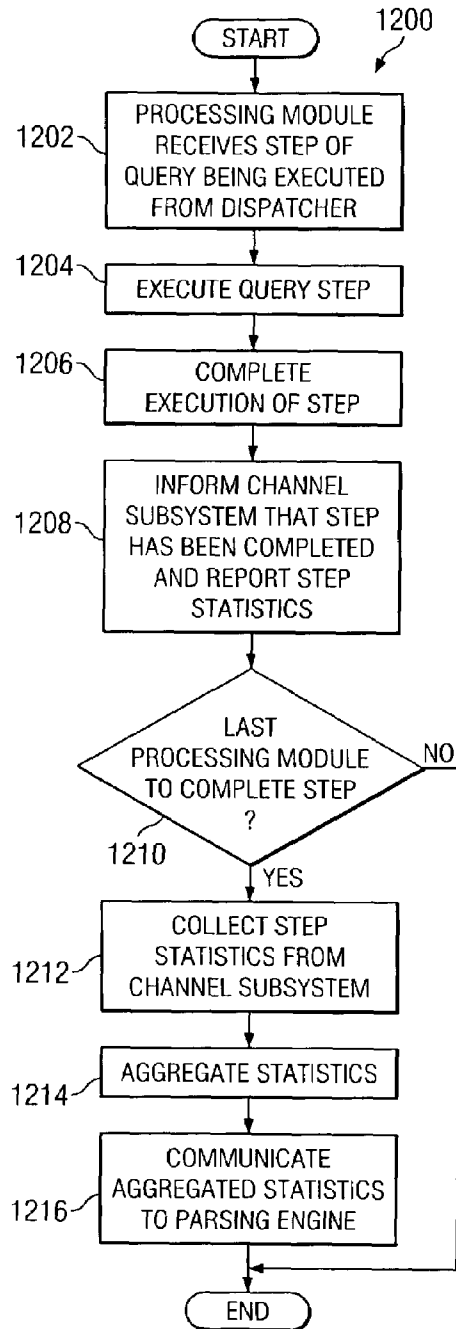 START
1200
1202
PROCESSING MODULE
RECEIVES STEP OF
QUERY BEING EXECUTED
FROM DISPATCHER
1204
EXECUTE QUERY STEP
1206
COMPLETE
EXECUTION OF STEP
1208
INFORM CHANNEL
SUBSYSTEM THAT STEP
HAS BEEN COMPLETED
AND REPORT STEP
STATISTICS
LAST
PROCESSING MODULE
TO COMPLETE STEP
?
NO
1210
YES
1212
COLLECT STEP
STATISTICS FROM
CHANNEL SUBSYSTEM
1214
AGGREGATE STATISTICS
1216
COMMUNICATE
AGGREGATED STATISTICS
TO PARSING ENGINE
END